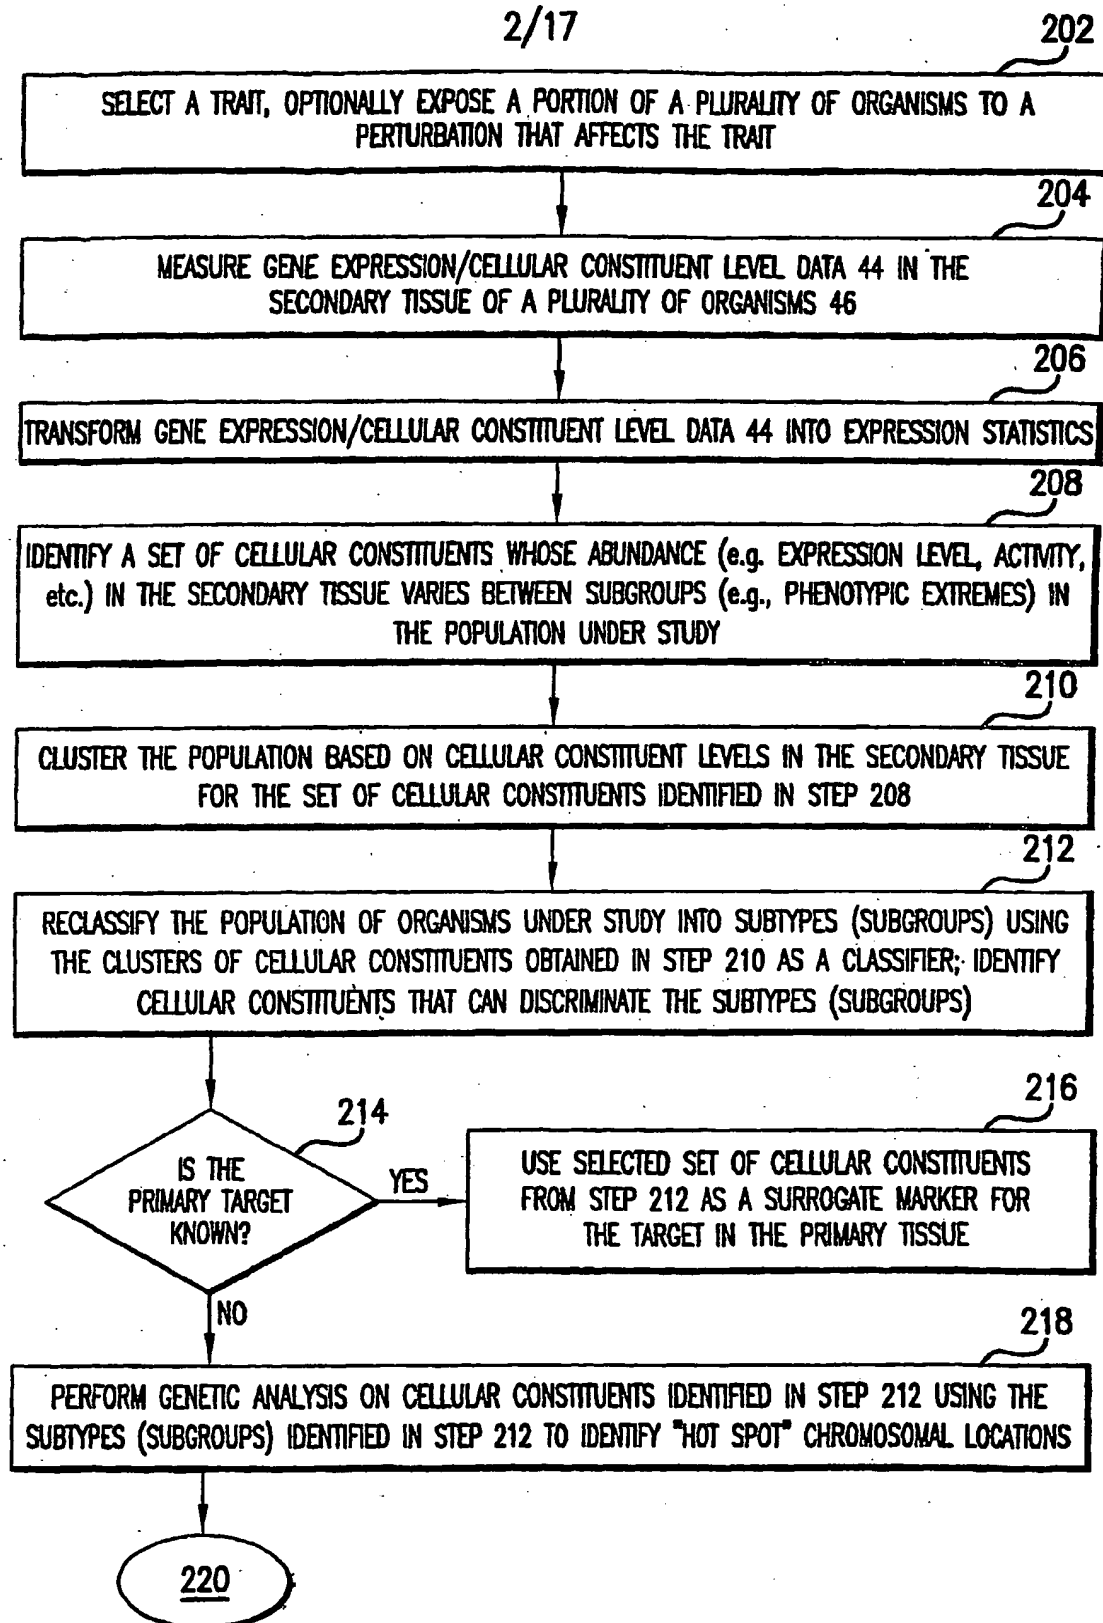 2/17
202
SELECT A TRAIT, OPTIONALLY EXPOSE A PORTION OF A PLURALITY OF ORGANISMS TO A
PERTURBATION THAT AFFECTS THE TRAIT
204
MEASURE GENE EXPRESSION/CELLULAR CONSTITUENT LEVEL DATA 44 IN THE
SECONDARY TISSUE OF A PLURALITY OF ORGANISMS 46
206
TRANSFORM GENE EXPRESSION/CELLULAR CONSTITUENT LEVEL DATA 44 INTO EXPRESSION STATISTICS
208
IDENTIFY A SET OF CELLULAR CONSTITUENTS WHOSE ABUNDANCE (e.g. EXPRESSION LEVEL, ACTIVITY,
etc.) IN THE SECONDARY TISSUE VARIES BETWEEN SUBGROUPS (e.g., PHENOTYPIC EXTREMES) IN
THE POPULATION UNDER STUDY
210
CLUSTER THE POPULATION BASED ON CELLULAR CONSTITUENT LEVELS IN THE SECONDARY TISSUE
FOR THE SET OF CELLULAR CONSTITUENTS IDENTIFIED IN STEP 208
212
RECLASSIFY THE POPULATION OF ORGANISMS UNDER STUDY INTO SUBTYPES (SUBGROUPS) USING
THE CLUSTERS OF CELLULAR CONSTITUENTS OBTAINED IN STEP 210 AS A CLASSIFIER; IDENTIFY
CELLULAR CONSTITUENTS THAT CAN DISCRIMINATE THE SUBTYPES (SUBGROUPS)
214
IS THE
PRIMARY TARGET
KNOWN?
YES
216
USE SELECTED SET OF CELLULAR CONSTITUENTS
FROM STEP 212 AS A SURROGATE MARKER FOR
THE TARGET IN THE PRIMARY TISSUE
NO
218
PERFORM GENETIC ANALYSIS ON CELLULAR CONSTITUENTS IDENTIFIED IN STEP 212 USING THE
SUBTYPES (SUBGROUPS) IDENTIFIED IN STEP 212 TO IDENTIFY "HOT SPOT" CHROMOSOMAL LOCATIONS
220